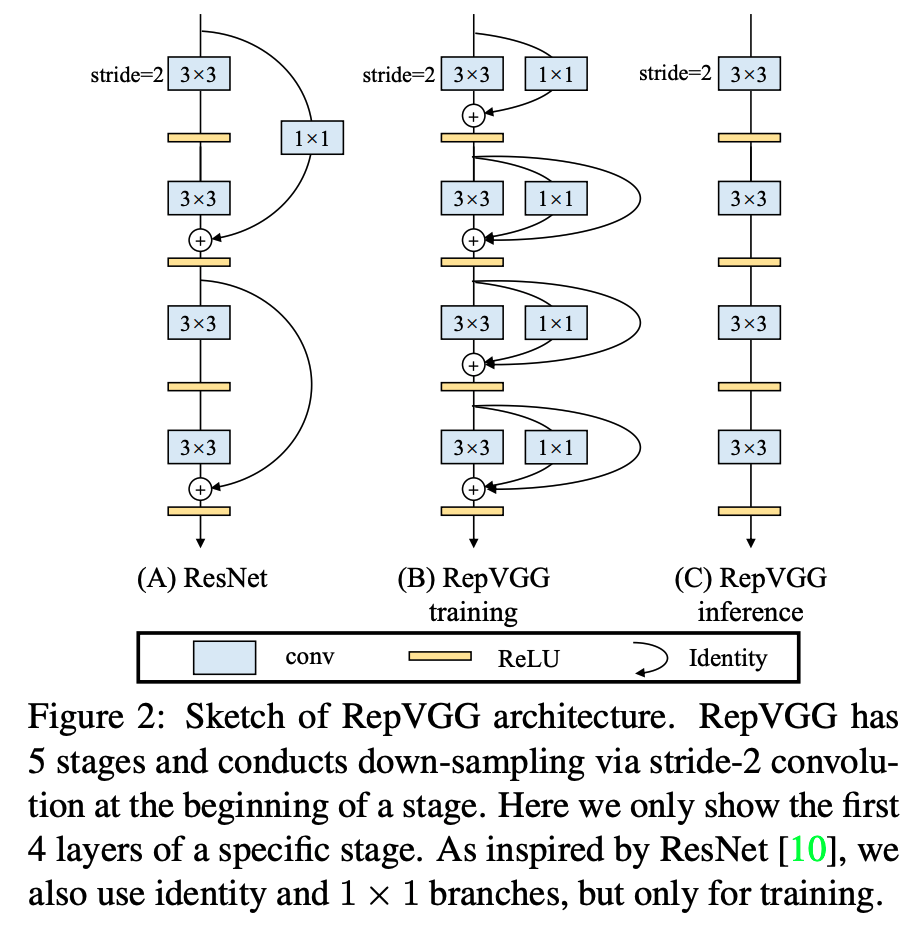 stride=2 3×3 stride=2 3×3 1×1 stride=2 3×3
1×1
3×3 3×3 1×1 3×3
3×3 3×3 1×1 3×3
3×3 3×3 1×1 3×3
(A) ResNet (B) RepVGG (C) RepVGG
training inference
conv ReLU Identity
Figure 2: Sketch of RepVGG architecture. RepVGG has
5 stages and conducts down-sampling via stride-2 convolu-
tion at the beginning of a stage. Here we only show the first
4 layers of a specific stage. As inspired by ResNet [10], we
also use identity and 1 × 1 branches, but only for training.